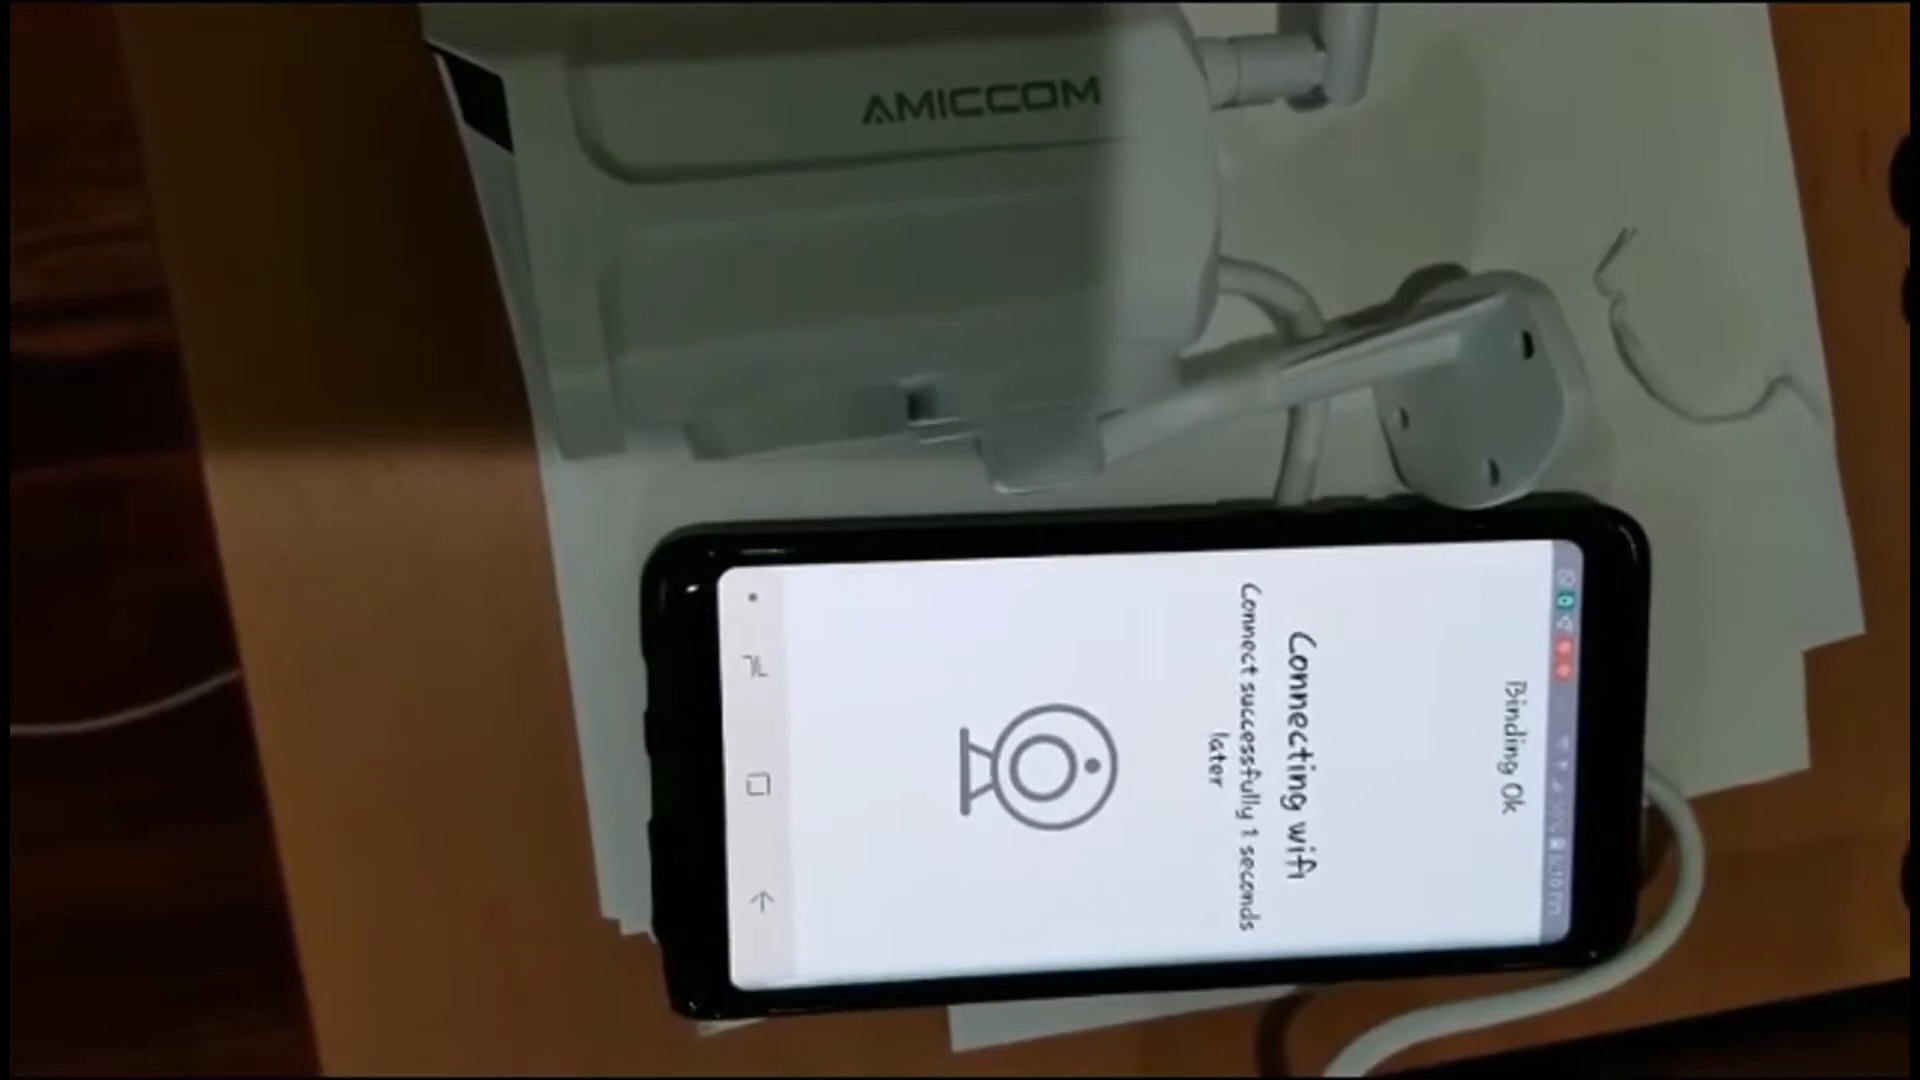 AMICCOM
Binding Ok
Connecting wifi
Connect successfully 1 seconds
later